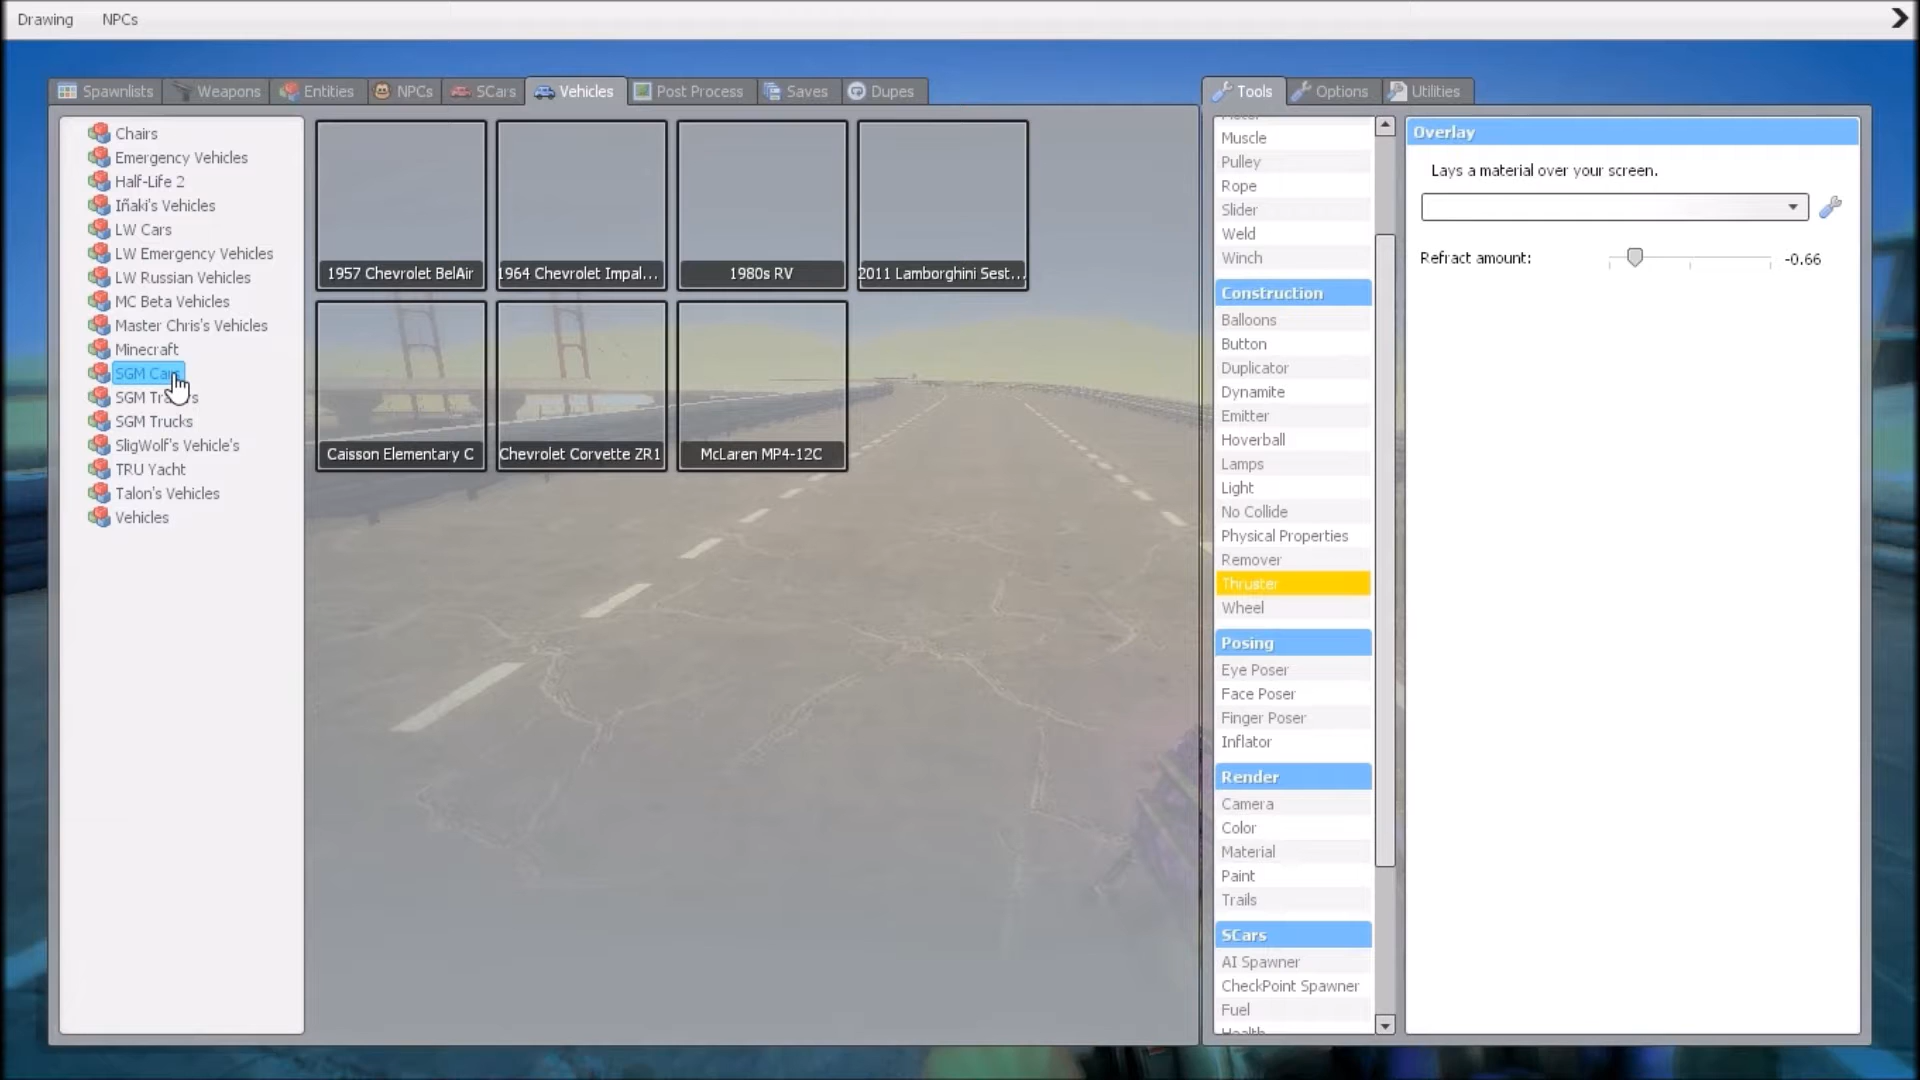 Drawing NPCs
Spawnlists Weapons Entities NPCs SCars Vehicles Post Process Saves Dupes
Chairs
Emergency Vehicles
Half-Life 2
Iñaki's Vehicles
LW Cars
LW Emergency Vehicles
LW Russian Vehicles
MC Beta Vehicles
Master Chris's Vehicles
Minecraft
SGM Cars
SGM
SGM Trucks
SligWolf's Vehicle's
TRU Yacht
Talon's Vehicles
Vehicles
1957 Chevrolet BelAir
1964 Chevrolet Impal...
1980s RV
2011 Lamborghini Sest...
Caisson Elementary C
Chevrolet Corvette ZR1
McLaren MP4-12C
Tools Options Utilities
Muscle
Pulley
Rope
Slider
Weld
Winch
Construction
Balloons
Button
Duplicator
Dynamite
Emitter
Hoverball
Lamps
Light
No Collide
Physical Properties
Remover
Thruster
Wheel
Posing
Eye Poser
Face Poser
Finger Poser
Inflator
Render
Camera
Color
Material
Paint
Trails
SCars
AI Spawner
CheckPoint Spawner
Fuel
Health
Overlay
Lays a material over your screen.
Refract amount: -0.66